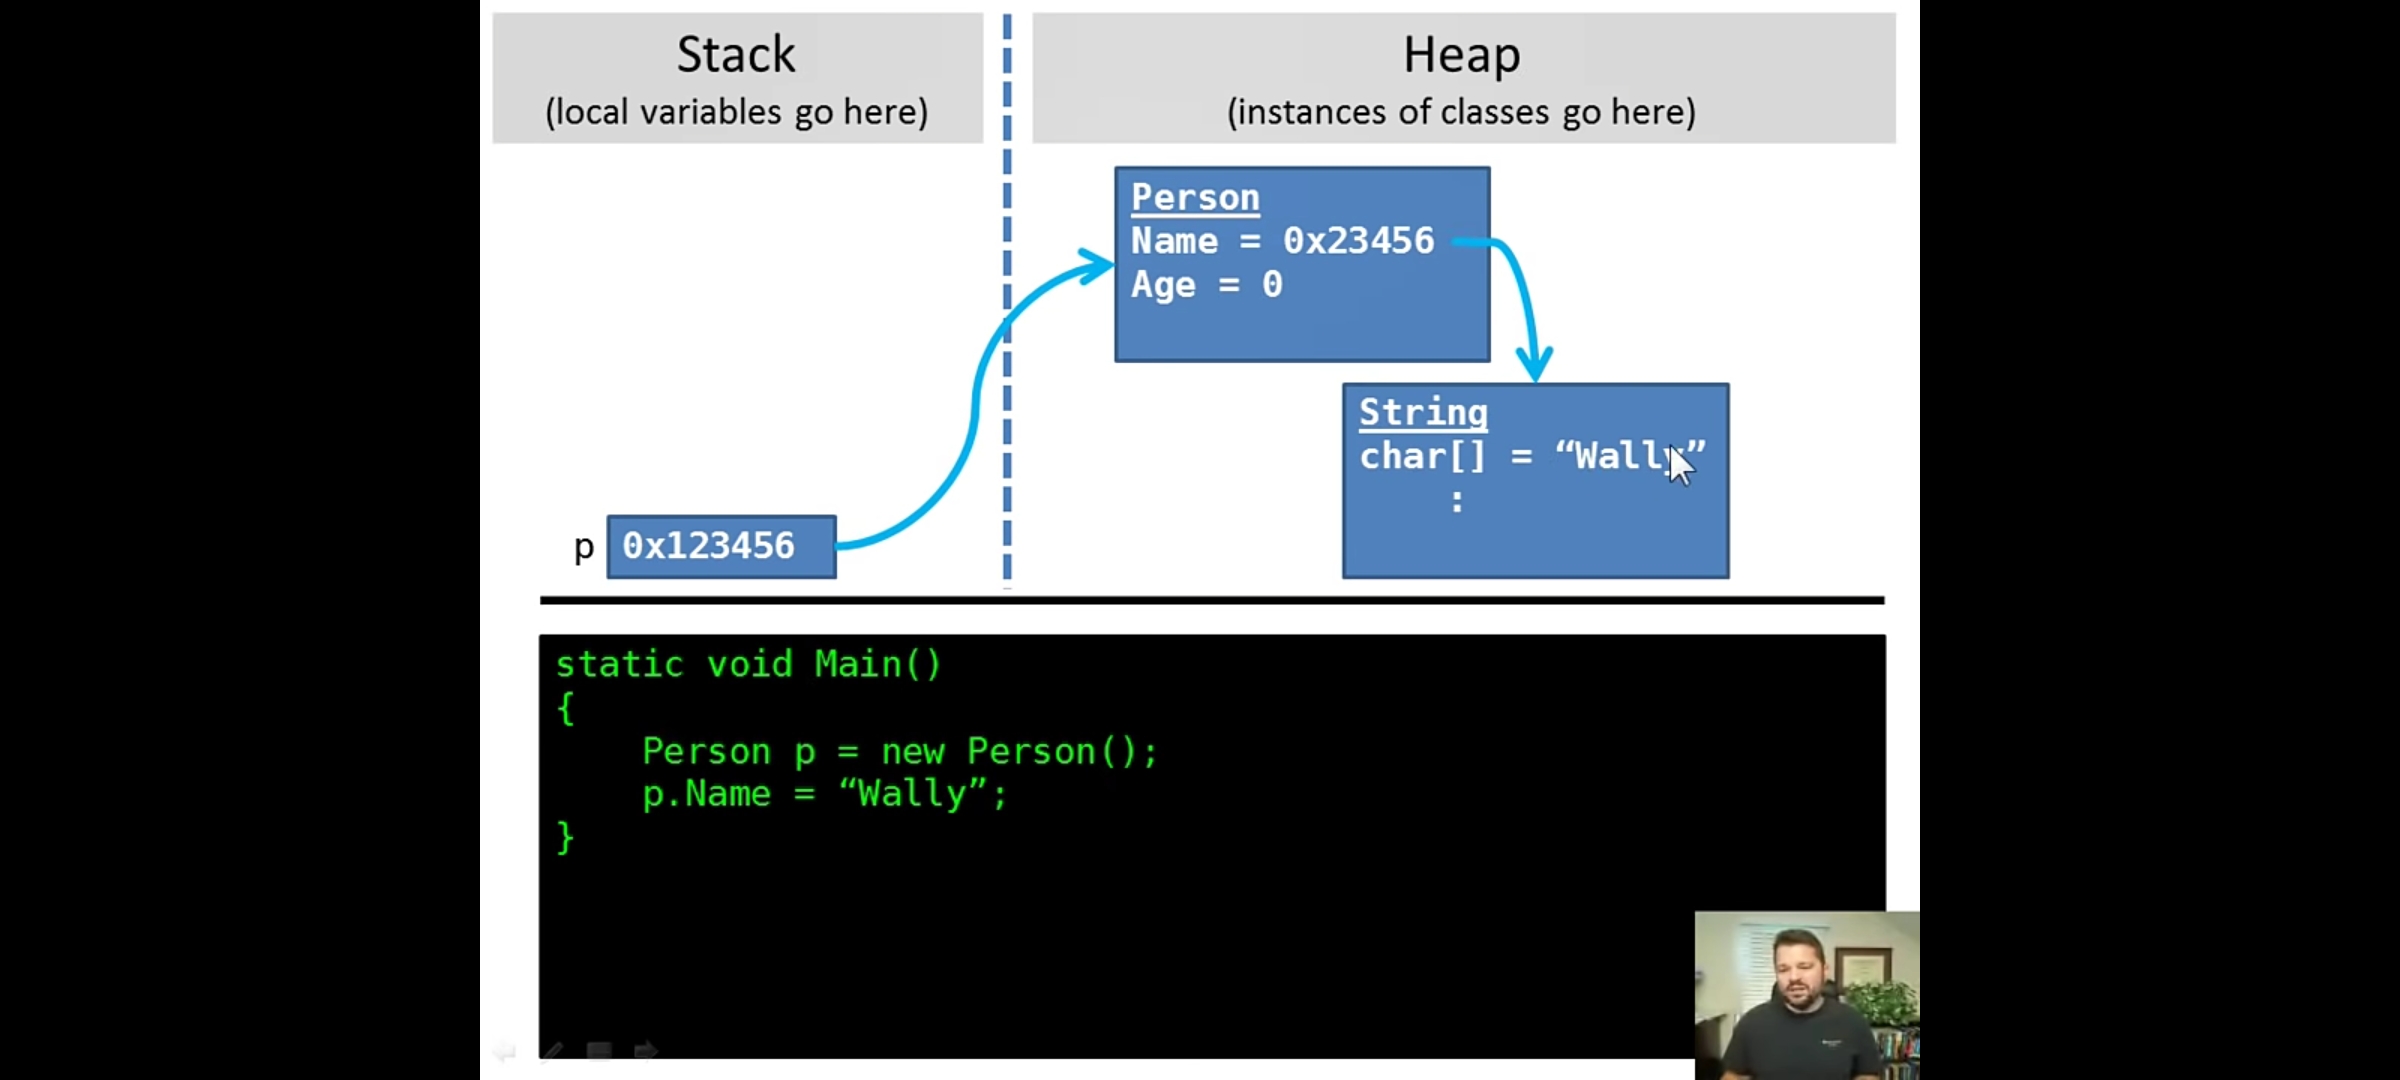 Stack
(local variables go here)
Heap
(instances of classes go here)
Person
Name = 0x23456
Age = 0
String
char[] = “Wally”
:
p 0x123456
static void Main()
{
Person p = new Person();
p.Name = “Wally”;
}